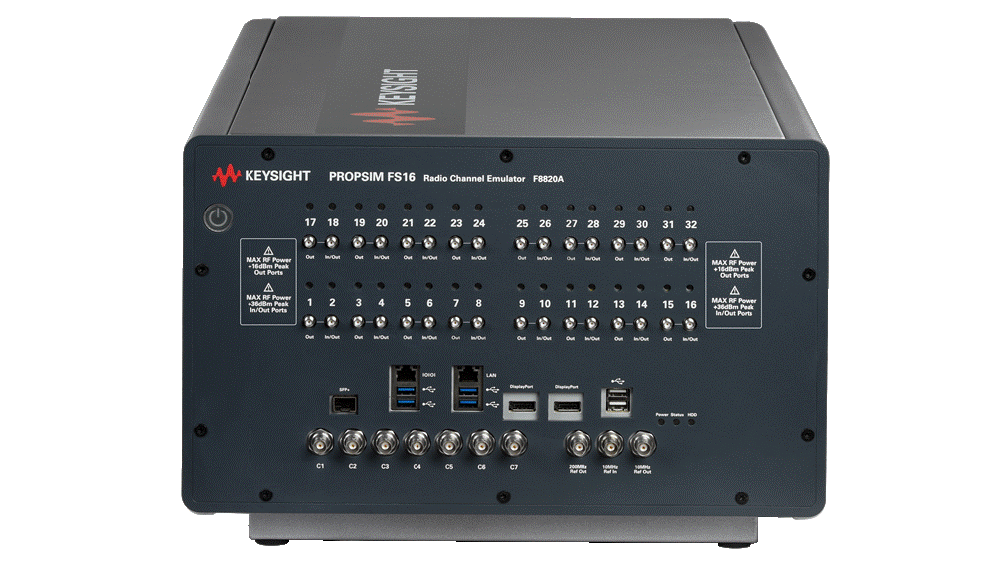 KEYSIGHT
KEYSIGHT PROPSIM FS16 Radio Channel Emulator F8820A
17 18 19 20 21 22 23 24 25 26 27 28 29 30 31 32
Out In/Out Out In/Out Out In/Out Out In/Out Out In/Out Out In/Out Out In/Out Out In/Out
MAX RF Power
+16dBm Peak
Out Ports
MAX RF Power
+36dBm Peak
In/Out Ports
MAX RF Power
+16dBm Peak
Out Ports
MAX RF Power
+36dBm Peak
In/Out Ports
1 2 3 4 5 6 7 8 9 10 11 12 13 14 15 16
Out In/Out Out In/Out Out In/Out Out In/Out Out In/Out Out In/Out Out In/Out Out In/Out
IOIOI LAN
SFP+ DisplayPort DisplayPort
Power Status HDD
C1 C2 C3 C4 C5 C6 C7
200MHz
Ref Out
10MHz
Ref In
10MHz
Ref Out